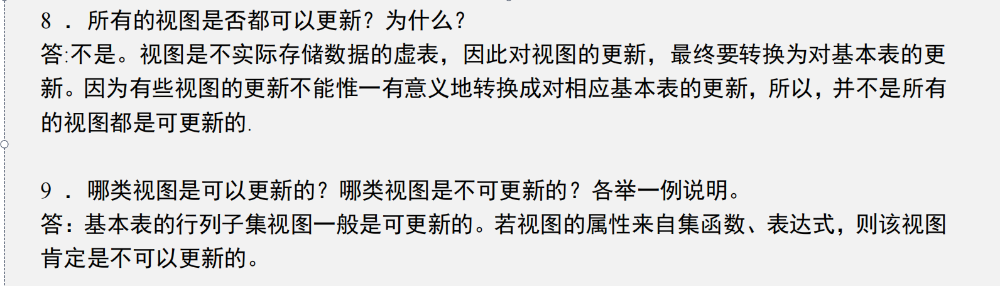 8 ．所有的视图是否都可以更新？为什么？
答:不是。视图是不实际存储数据的虚表，因此对视图的更新，最终要转换为对基本表的更
新。因为有些视图的更新不能惟一有意义地转换成对相应基本表的更新，所以，并不是所有
的视图都是可更新的.
9 ．哪类视图是可以更新的？哪类视图是不可更新的？各举一例说明。
答：基本表的行列子集视图一般是可更新的。若视图的属性来自集函数、表达式，则该视图
肯定是不可以更新的。